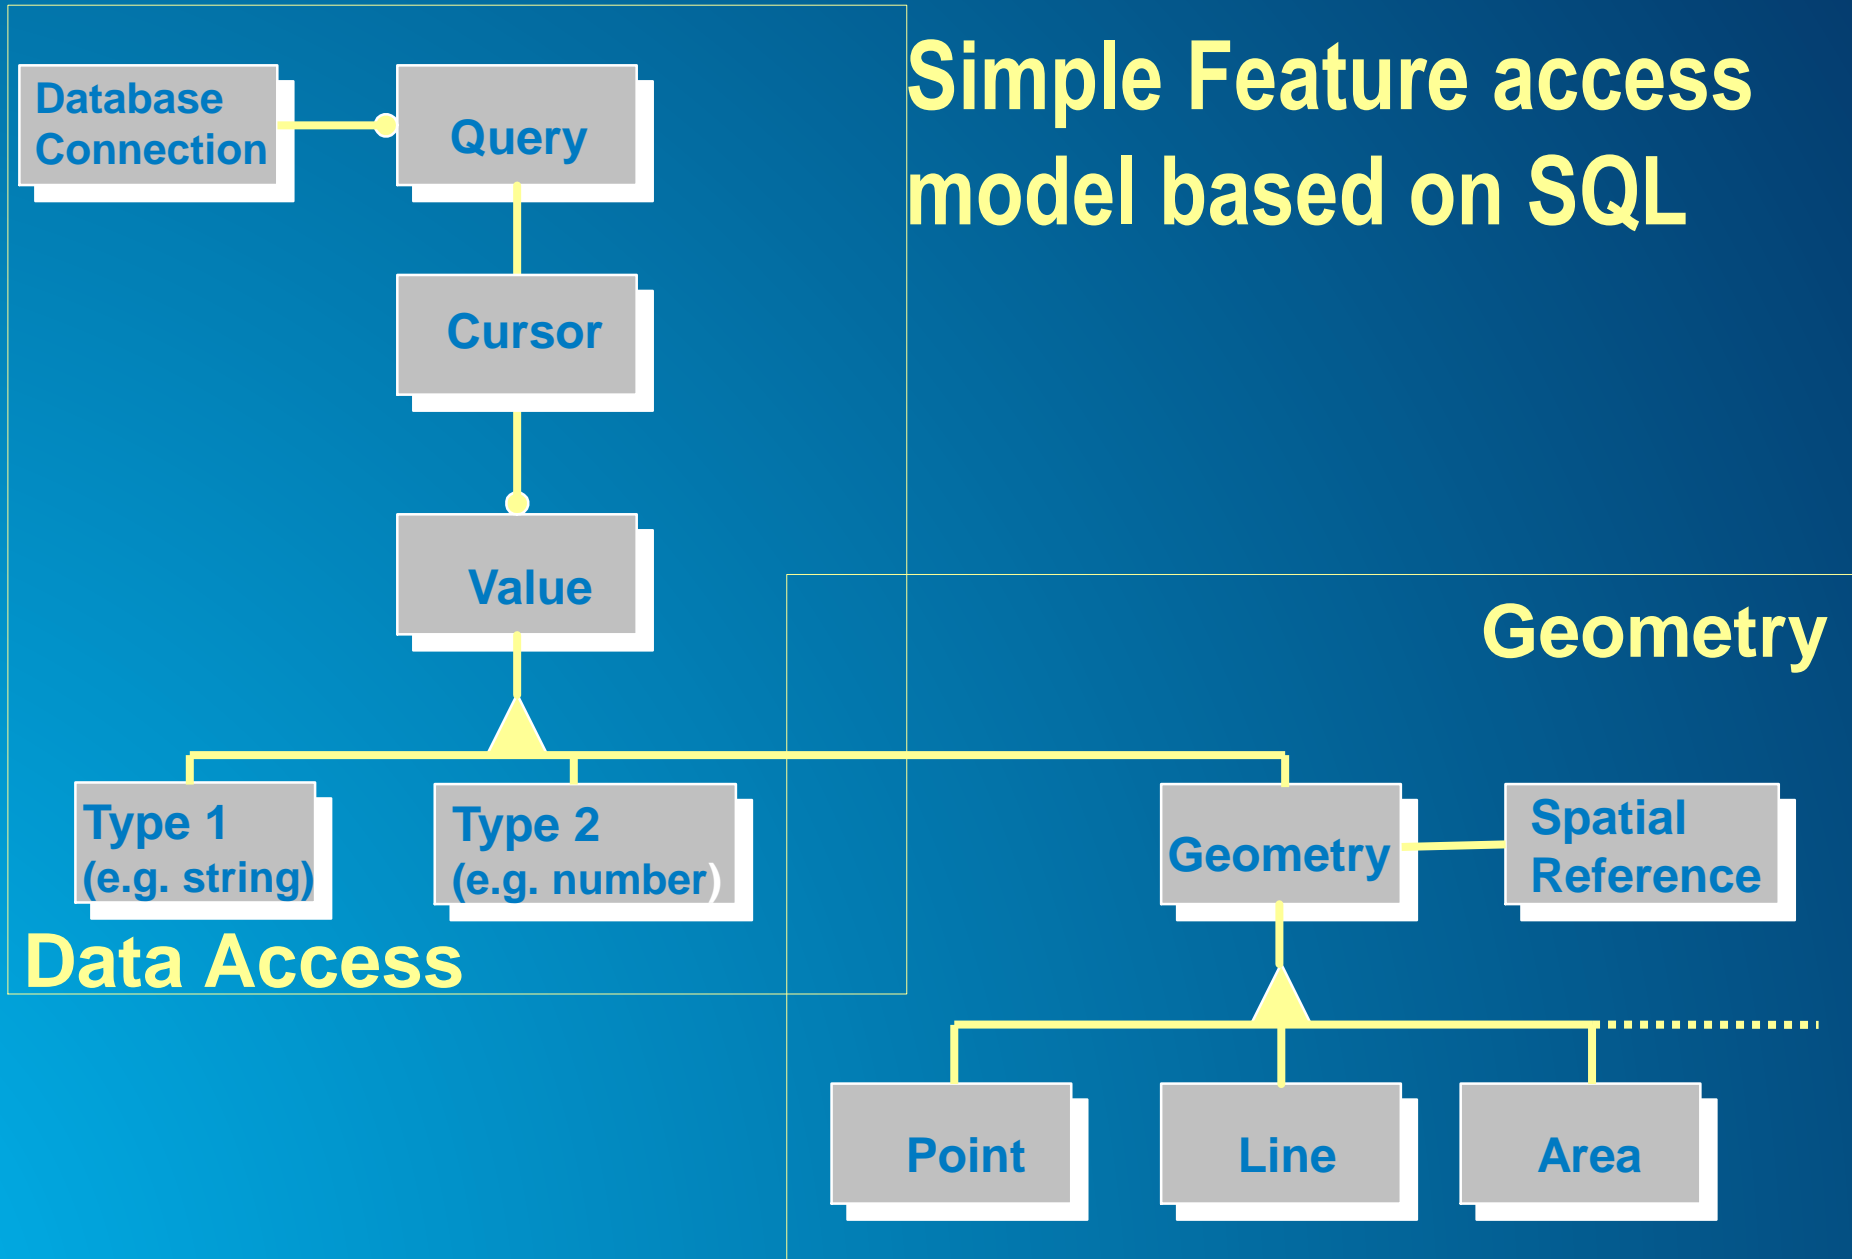 Simple Feature access
model based on SQL
Database
Connection
Query
Cursor
Value
Geometry
Type 1
(e.g. string)
Type 2
(e.g. number)
Geometry
Spatial
Reference
Data Access
Point
Line
Area